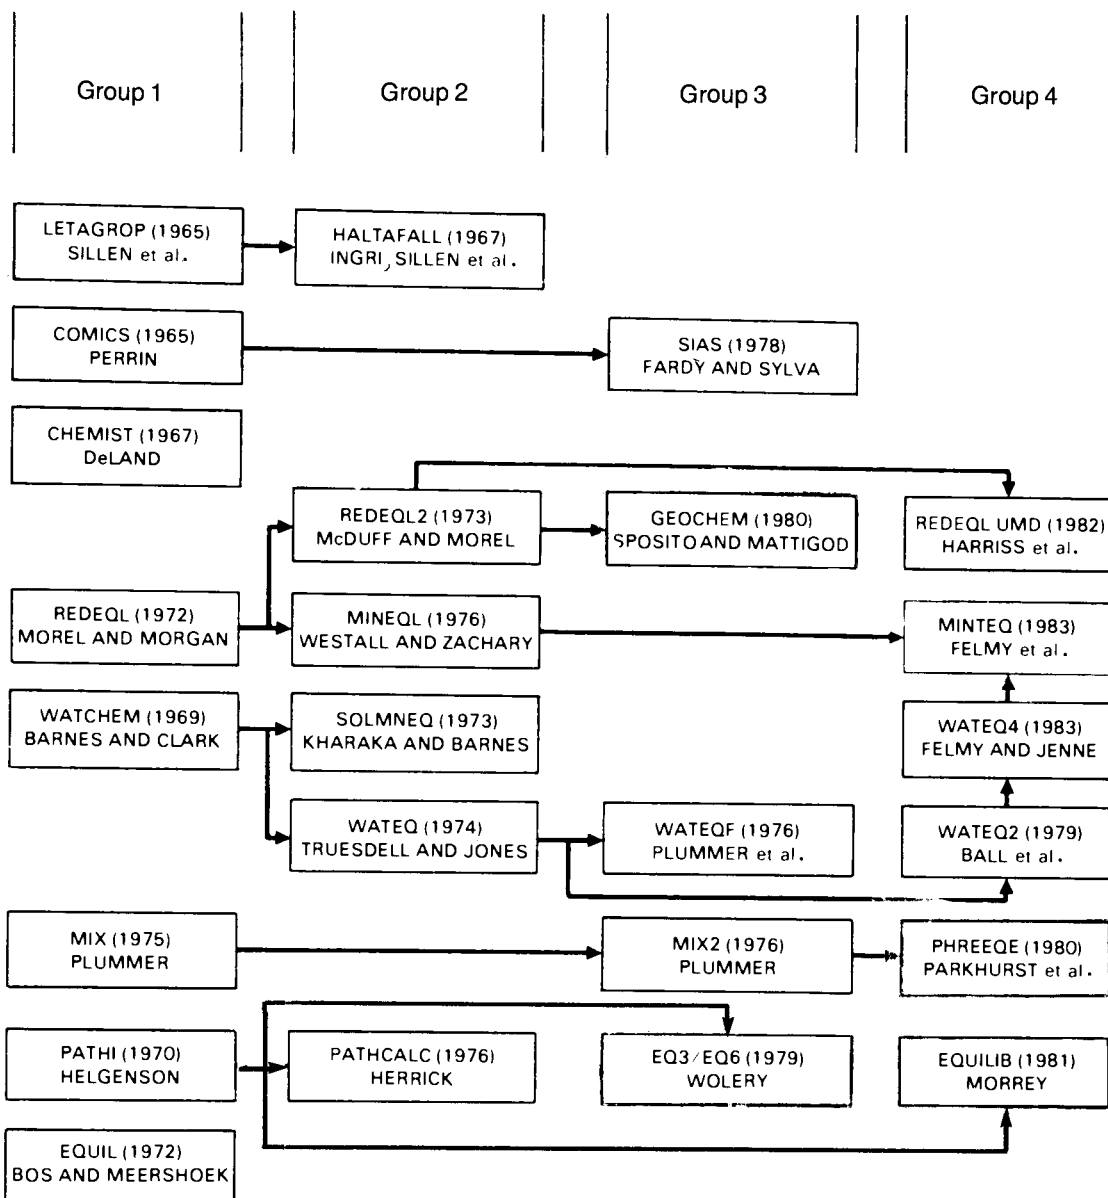 Group 1
Group 2
Group 3
Group 4
LETAGROP (1965)
SILLEN et al.
HALTAFALL (1967)
INGRI, SILLEN et al.
COMICS (1965)
PERRIN
SIAS (1978)
FARDY AND SYLVA
CHEMIST (1967)
DeLAND
REDEQL2 (1973)
McDUFF AND MOREL
GEOCHEM (1980)
SPOSITO AND MATTIGOD
REDEQL UMD (1982)
HARRISS et al.
REDEQL (1972)
MOREL AND MORGAN
MINEQL (1976)
WESTALL AND ZACHARY
MINTEQ (1983)
FELMY et al.
WATCHEM (1969)
BARNES AND CLARK
SOLMNEQ (1973)
KHARAKA AND BARNES
WATEQ4 (1983)
FELMY AND JENNE
WATEQ (1974)
TRUESDELL AND JONES
WATEQF (1976)
PLUMMER et al.
WATEQ2 (1979)
BALL et al.
MIX (1975)
PLUMMER
MIX2 (1976)
PLUMMER
PHREEQE (1980)
PARKHURST et al.
PATHI (1970)
HELGENSON
PATHCALC (1976)
HERRICK
EQ3/EQ6 (1979)
WOLERY
EQUILIB (1981)
MORREY
EQUIL (1972)
BOS AND MEERSHOEK